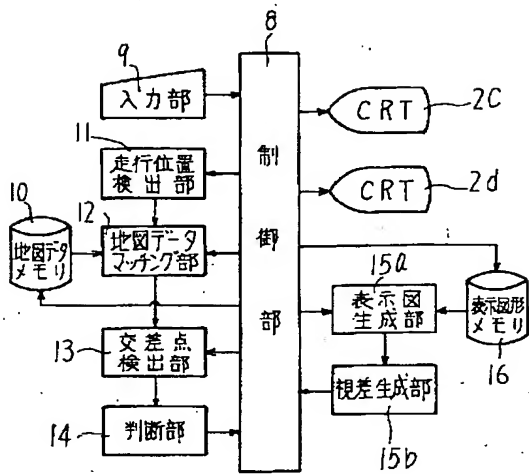 8
9
入力部
CRT
2C
11
走行位置
検出部
制御部
CRT
2d
10
地図データ
メモリ
12
地図データ
マッチング部
15a
表示図
生成部
表示図形
メモリ
16
13
交差点
検出部
視差生成部
15b
14
判断部